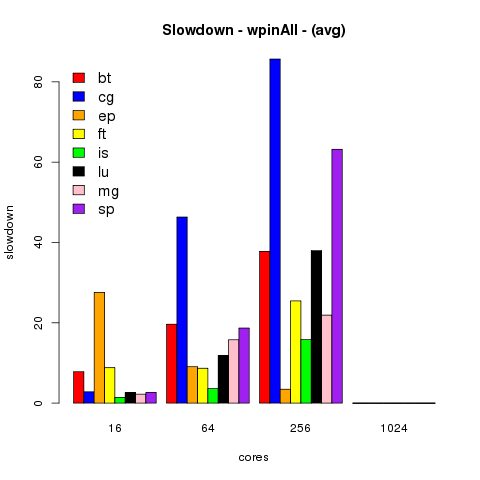 Slowdown - wpinAll - (avg)
80
60
40
20
0
slowdown
bt
cg
ep
ft
is
lu
mg
sp
16 64 256 1024
cores